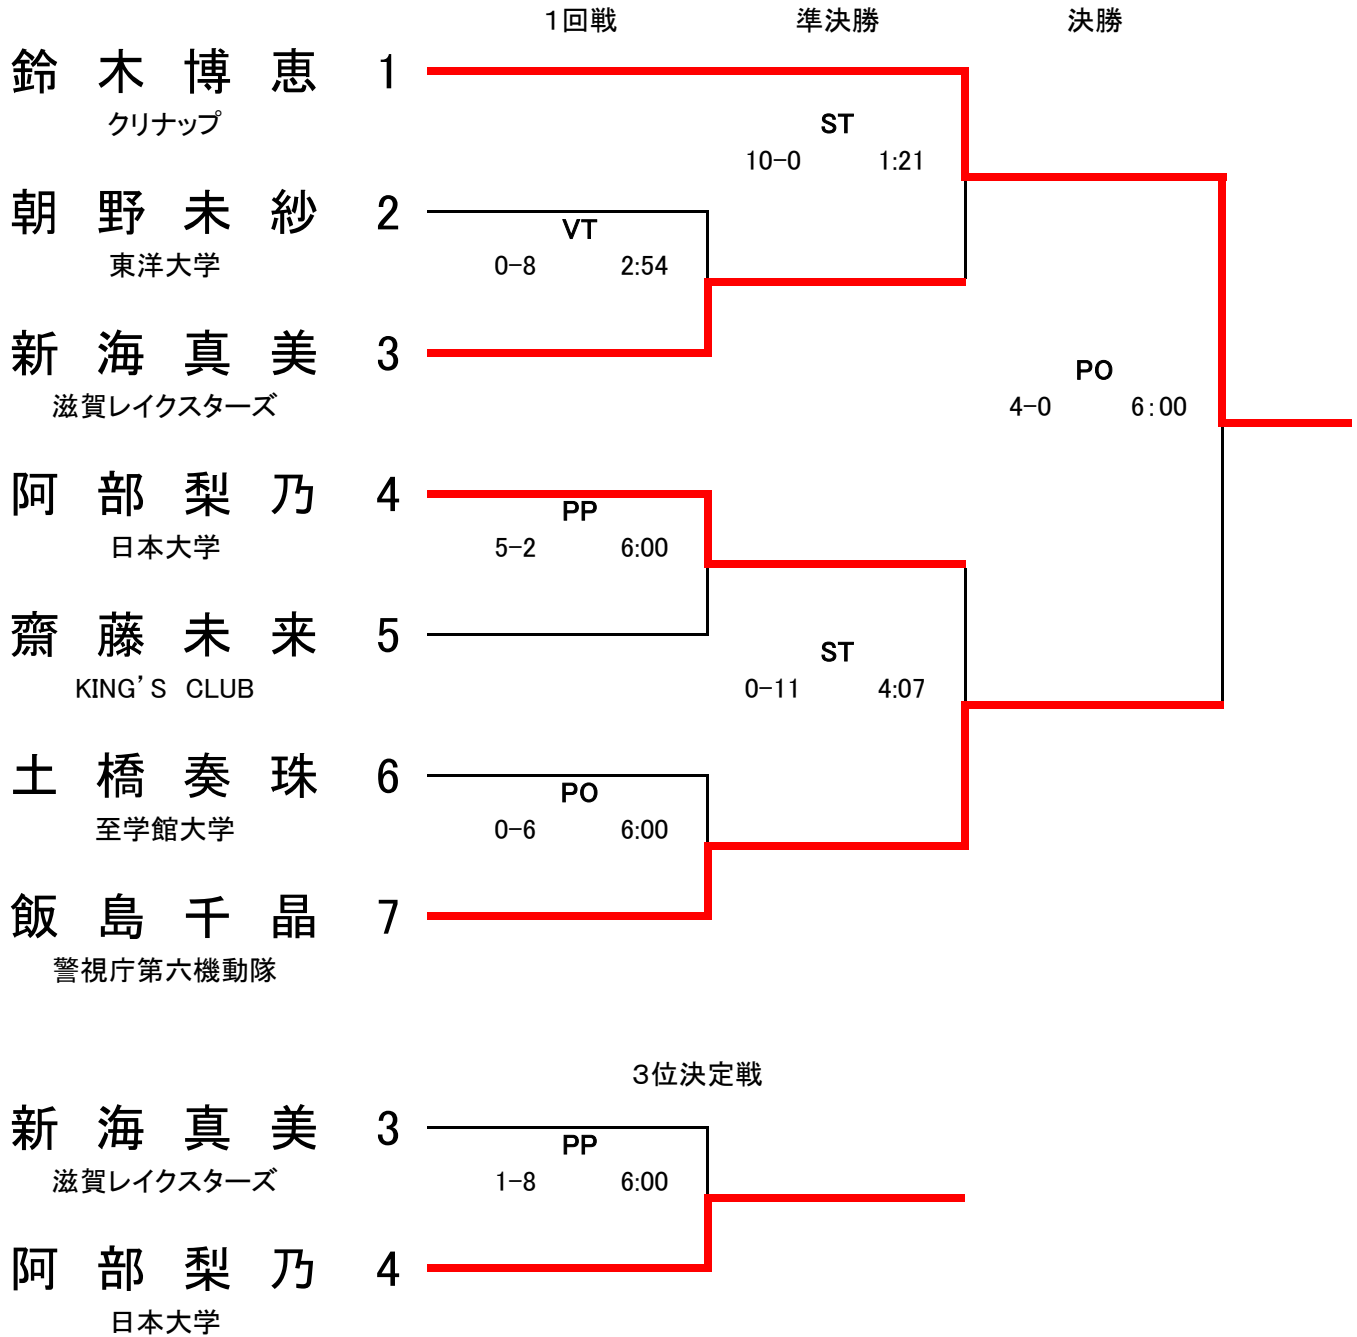 1回戦 準決勝 決勝
鈴木博恵 1
クリナップ
ST
10-0 1:21
朝野未紗 2
VT
東洋大学
0-8 2:54
新海真美 3
滋賀レイクスターズ
PO
4-0 6:00
阿部梨乃 4
PP
日本大学
5-2 6:00
齋藤未来 5
ST
KING'S CLUB
0-11 4:07
土橋奏珠 6
PO
至学館大学
0-6 6:00
飯島千晶 7
警視庁第六機動隊
3位決定戦
新海真美 3
PP
滋賀レイクスターズ
1-8 6:00
阿部梨乃 4
日本大学